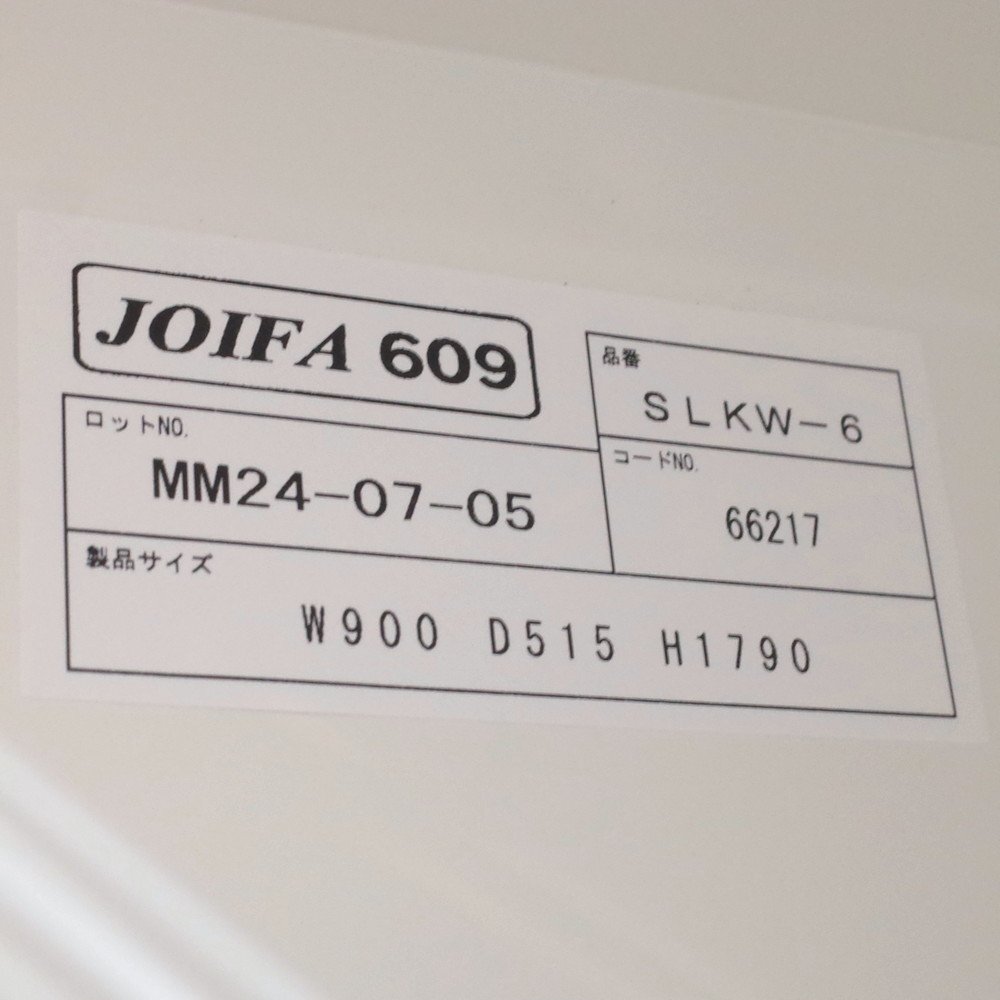 JOIFA 609
品番
SLKW-6
ロットNO.
MM24-07-05
コードNO.
66217
製品サイズ
W900 D515 H1790